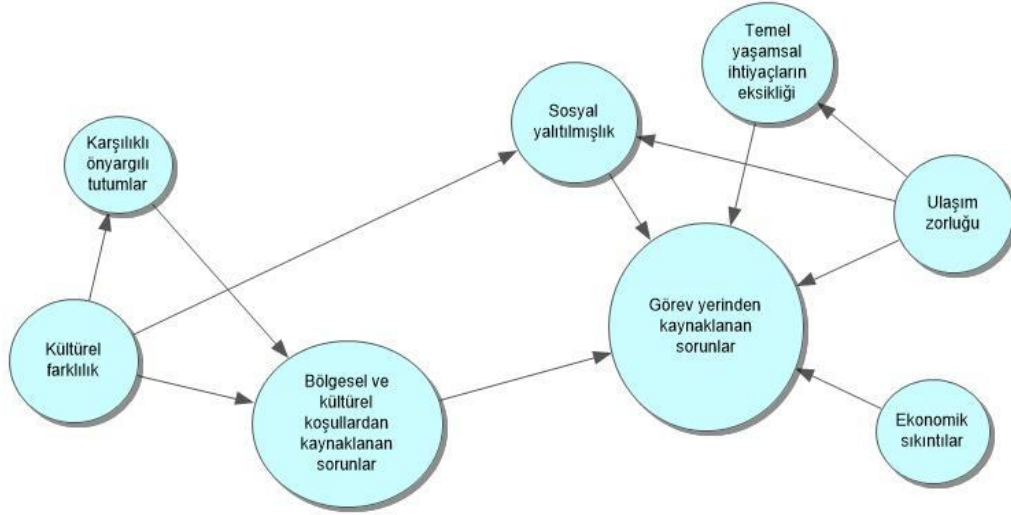 Temel
yaşamsal
ihtiyaçların
eksikliği
Sosyal
yalıtılmışlık
Karşılıklı
önyargılı
tutumlar
Ulaşım
zorluğu
Görev yerinden
kaynaklanan
sorunlar
Kültürel
farklılık
Bölgesel ve
kültürel
koşullardan
kaynaklanan
sorunlar
Ekonomik
sıkıntılar